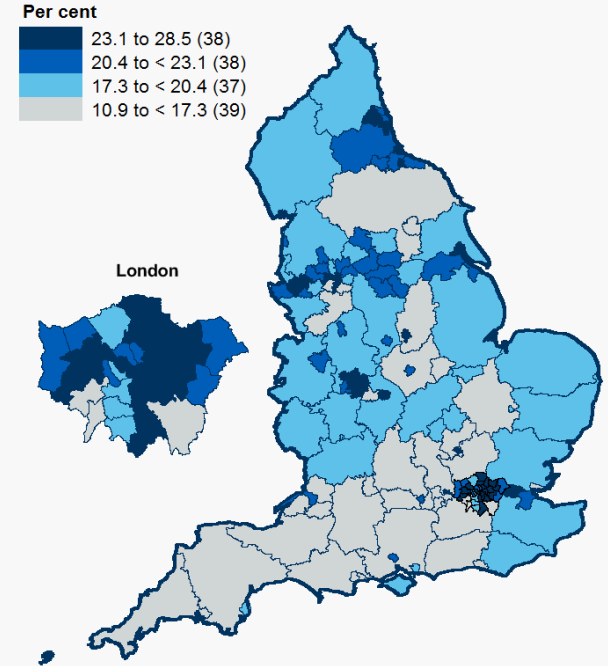 Per cent
23.1 to 28.5 (38)
20.4 to < 23.1 (38)
17.3 to < 20.4 (37)
10.9 to < 17.3 (39)
London